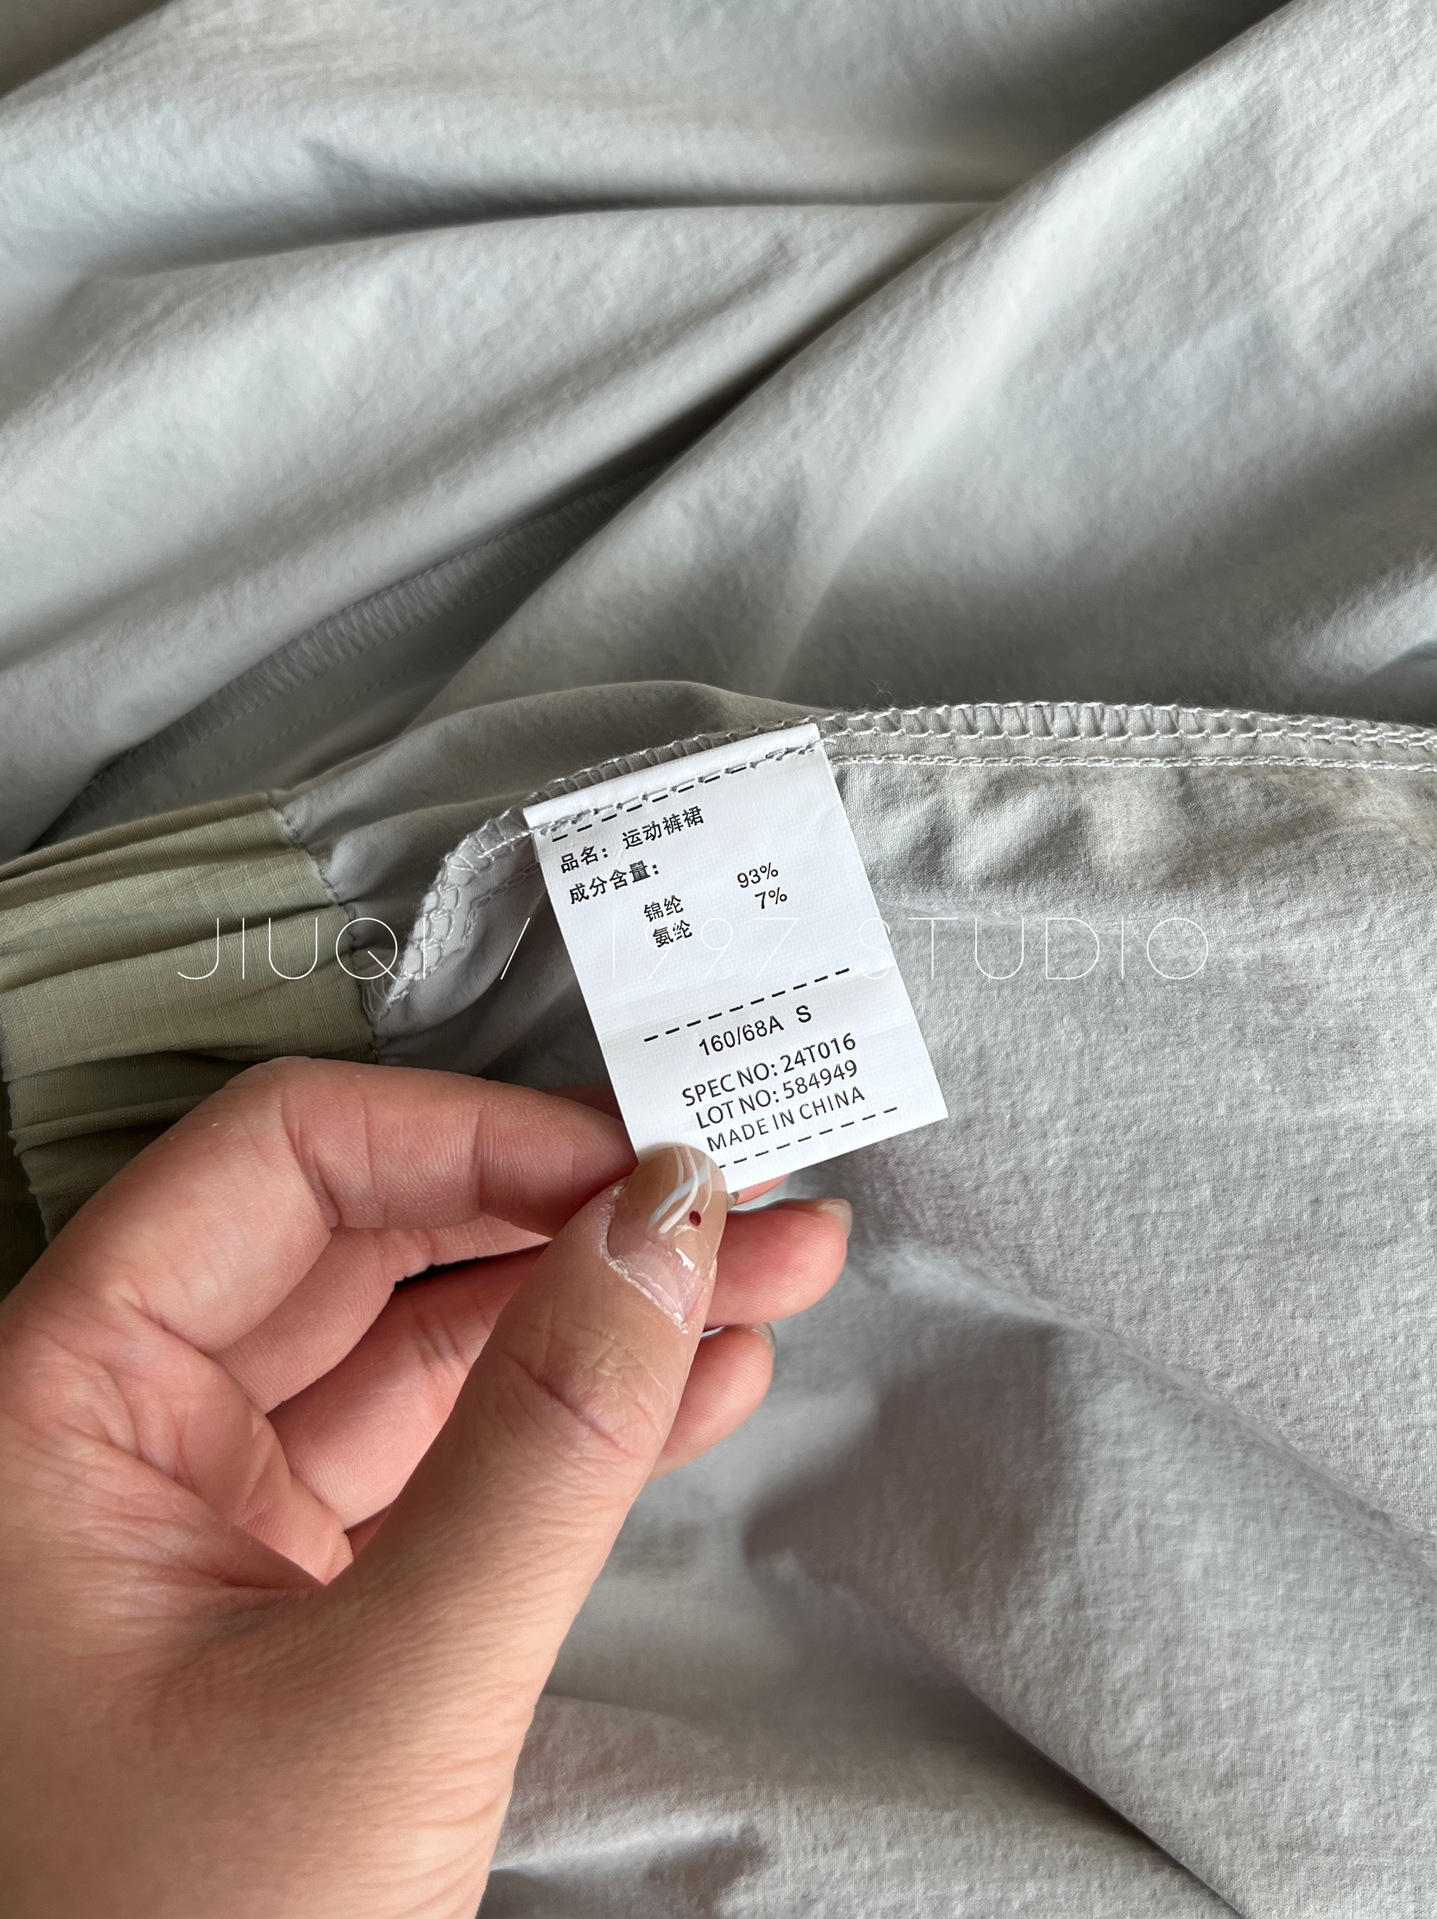 品名：运动裤裙
成分含量：
锦纶 93%
氨纶 7%
JIUQI / 1997 STUDIO
160/68A S
SPEC NO: 24T016
LOT NO: 584949
MADE IN CHINA